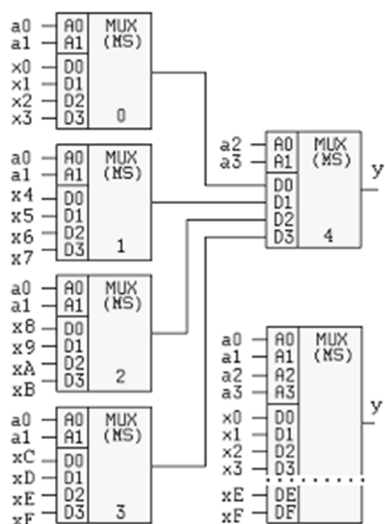 a0 A0 MUX
a1 A1 (MS)
x0 D0
x1 D1
x2 D2
x3 D3 0
a0 A0 MUX
a1 A1 (MS)
x4 D0
x5 D1
x6 D2
x7 D3 1
a0 A0 MUX
a1 A1 (MS)
x8 D0
x9 D1
xA D2
xB D3 2
a0 A0 MUX
a1 A1 (MS)
xC D0
xD D1
xE D2
xF D3 3
a2 A0 MUX
a3 A1 (MS)
D0
D1
D2
D3 4
y
a0 A0 MUX
a1 A1 (MS)
a2 A2
a3 A3
x0 D0
x1 D1
x2 D2
x3 D3
xE DE
xF DF
y